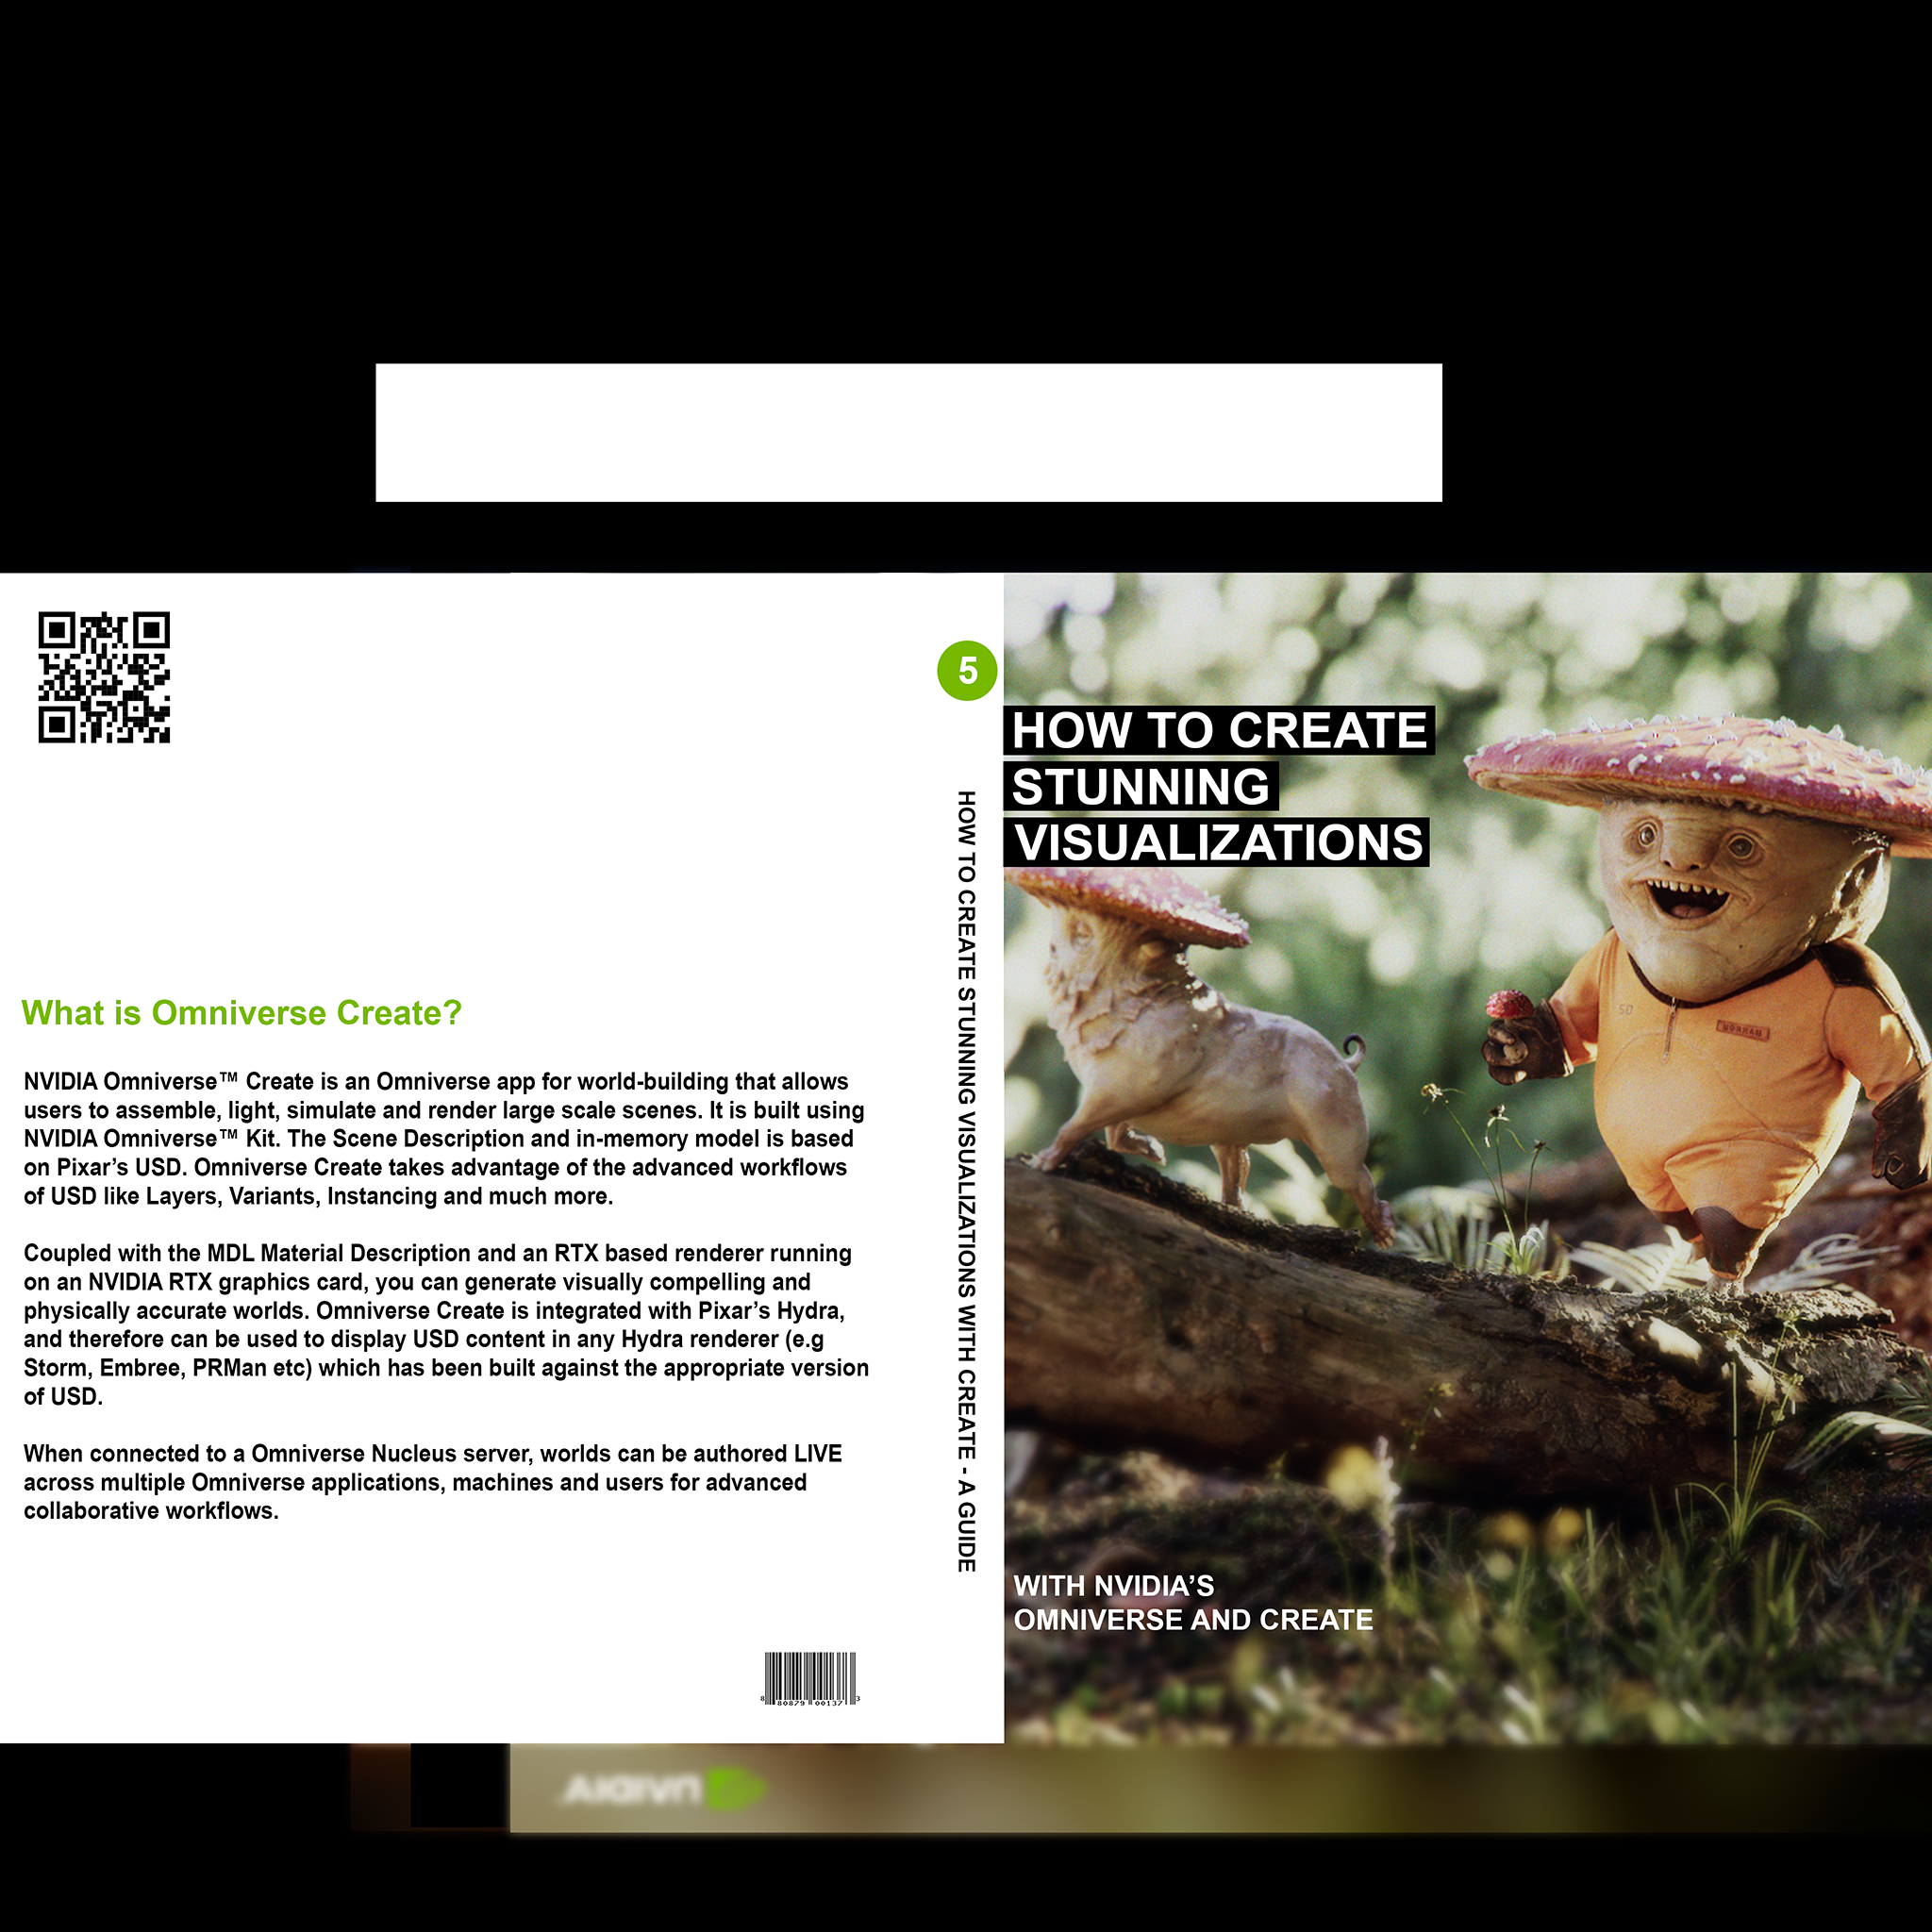 What is Omniverse Create?
NVIDIA Omniverse™ Create is an Omniverse app for world-building that allows
users to assemble, light, simulate and render large scale scenes. It is built using
NVIDIA Omniverse™ Kit. The Scene Description and in-memory model is based
on Pixar’s USD. Omniverse Create takes advantage of the advanced workflows
of USD like Layers, Variants, Instancing and much more.
Coupled with the MDL Material Description and an RTX based renderer running
on an NVIDIA RTX graphics card, you can generate visually compelling and
physically accurate worlds. Omniverse Create is integrated with Pixar’s Hydra,
and therefore can be used to display USD content in any Hydra renderer (e.g
Storm, Embree, PRMan etc) which has been built against the appropriate version
of USD.
When connected to a Omniverse Nucleus server, worlds can be authored LIVE
across multiple Omniverse applications, machines and users for advanced
collaborative workflows.
8 80879 00137 3
5
HOW TO CREATE STUNNING VISUALIZATIONS WITH CREATE - A GUIDE
HOW TO CREATE
STUNNING
VISUALIZATIONS
50
WITH NVIDIA’S
OMNIVERSE AND CREATE
NVIDIA.